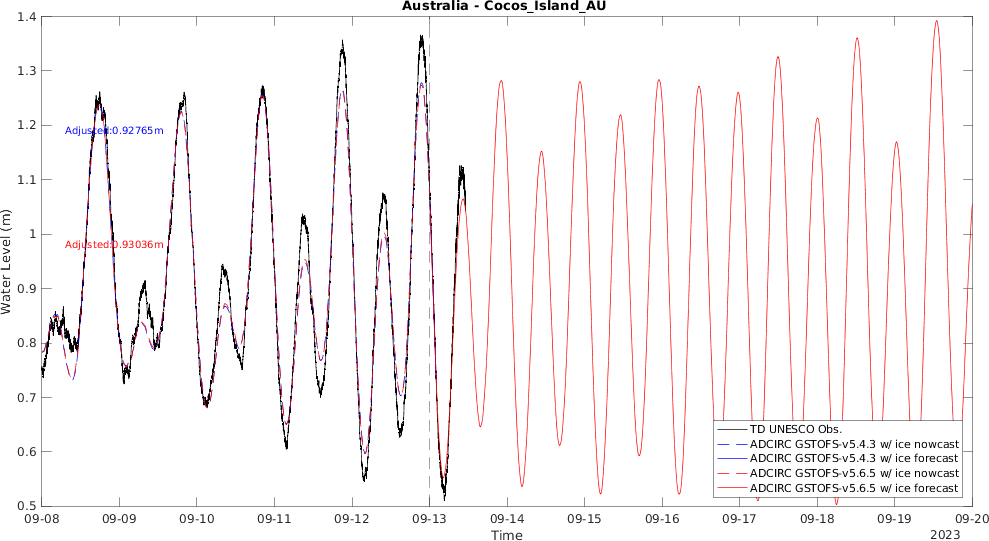 Australia - Cocos_Island_AU
1.4
1.3
1.2
1.1
1
0.9
0.8
0.7
0.6
0.5
Water Level (m)
Adjusted:0.92765m
Adjusted:0.93036m
TD UNESCO Obs.
ADCIRC GSTOFS-v5.4.3 w/ ice nowcast
ADCIRC GSTOFS-v5.4.3 w/ ice forecast
ADCIRC GSTOFS-v5.6.5 w/ ice nowcast
ADCIRC GSTOFS-v5.6.5 w/ ice forecast
09-08 09-09 09-10 09-11 09-12 09-13 09-14 09-15 09-16 09-17 09-18 09-19 09-20
Time
2023